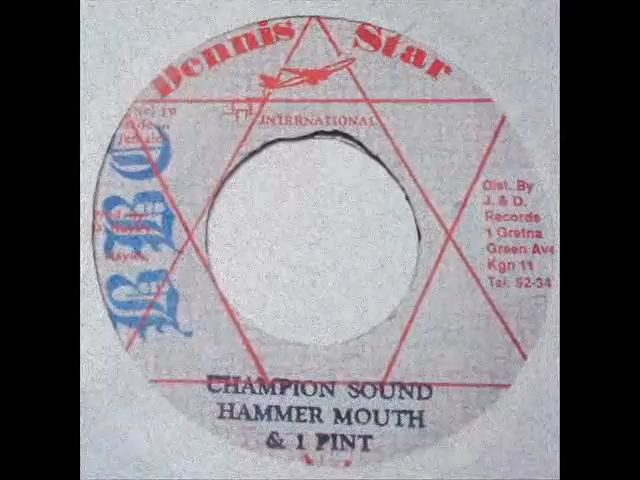 Dennis Star
INTERNATIONAL
BBC
Dist. By
J. & D.
Records
1 Gretna
Green Ave
Kgn 11
Tel: 92-34
CHAMPION SOUND
HAMMER MOUTH
& 1 PINT